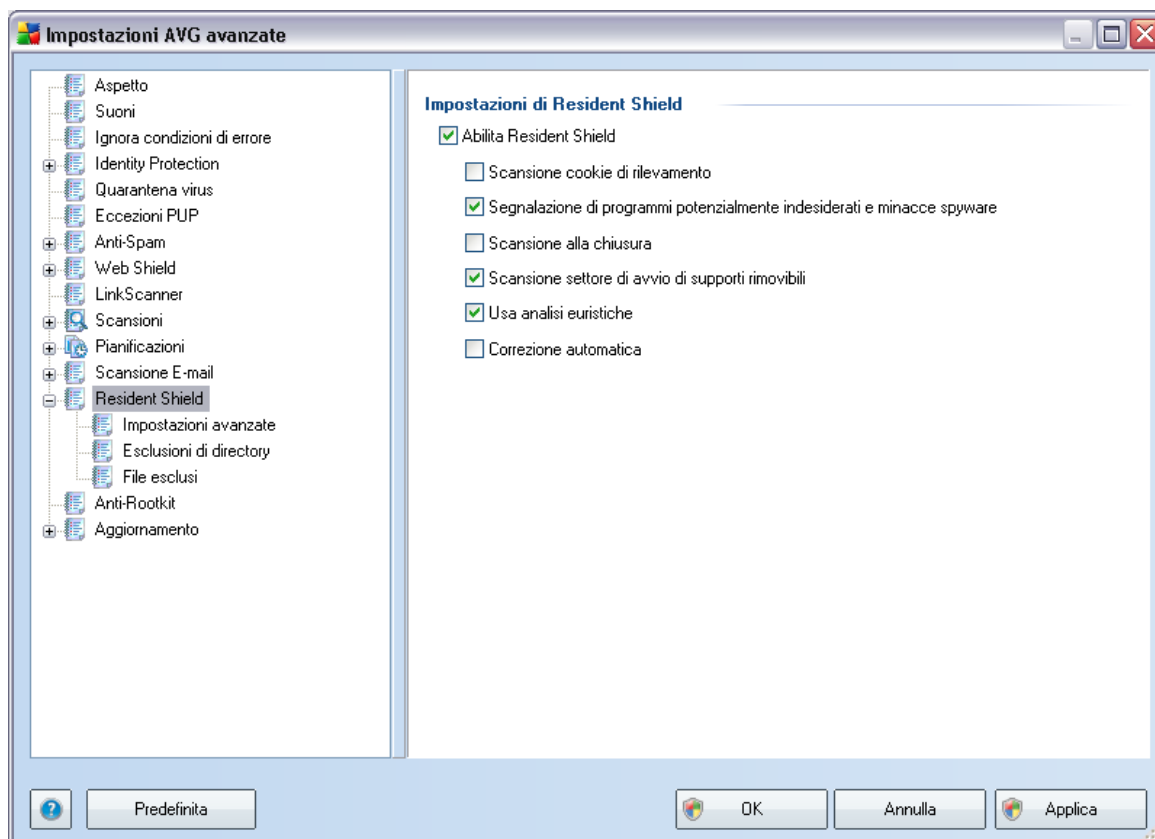 Impostazioni AVG avanzate
Aspetto
Suoni
Ignora condizioni di errore
Identity Protection
Quarantena virus
Eccezioni PUP
Anti-Spam
Web Shield
LinkScanner
Scansioni
Pianificazioni
Scansione E-mail
Resident Shield
Impostazioni avanzate
Esclusioni di directory
File esclusi
Anti-Rootkit
Aggiornamento
Impostazioni di Resident Shield
Abilita Resident Shield
Scansione cookie di rilevamento
Segnalazione di programmi potenzialmente indesiderati e minacce spyware
Scansione alla chiusura
Scansione settore di avvio di supporti rimovibili
Usa analisi euristiche
Correzione automatica
Predefinita
OK
Annulla
Applica